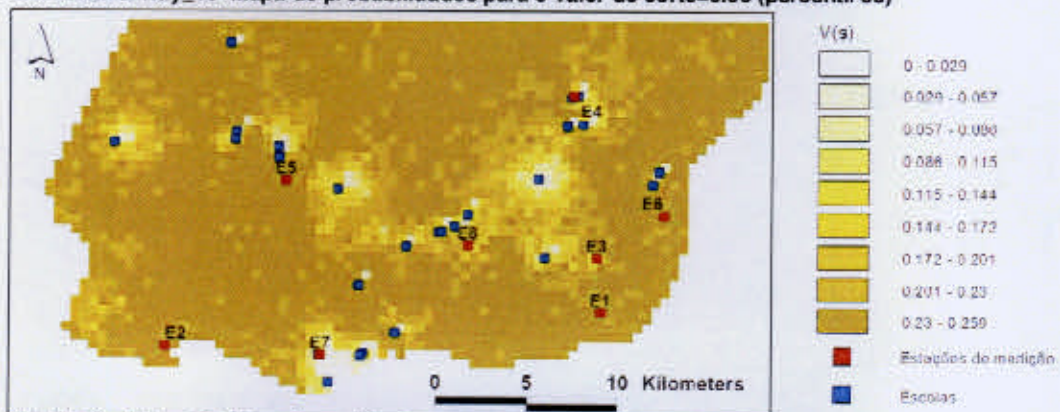 mapa de probabilidades para o valor de corte
V(s)
N
0 - 0.029
0.029 - 0.057
0.057 - 0.086
0.086 - 0.115
0.115 - 0.144
0.144 - 0.172
0.172 - 0.201
0.201 - 0.23
0.23 - 0.259
Estações de medição
Escolas
E4
E5
E6
E8
E3
E1
E2
E7
0 5 10 Kilometers